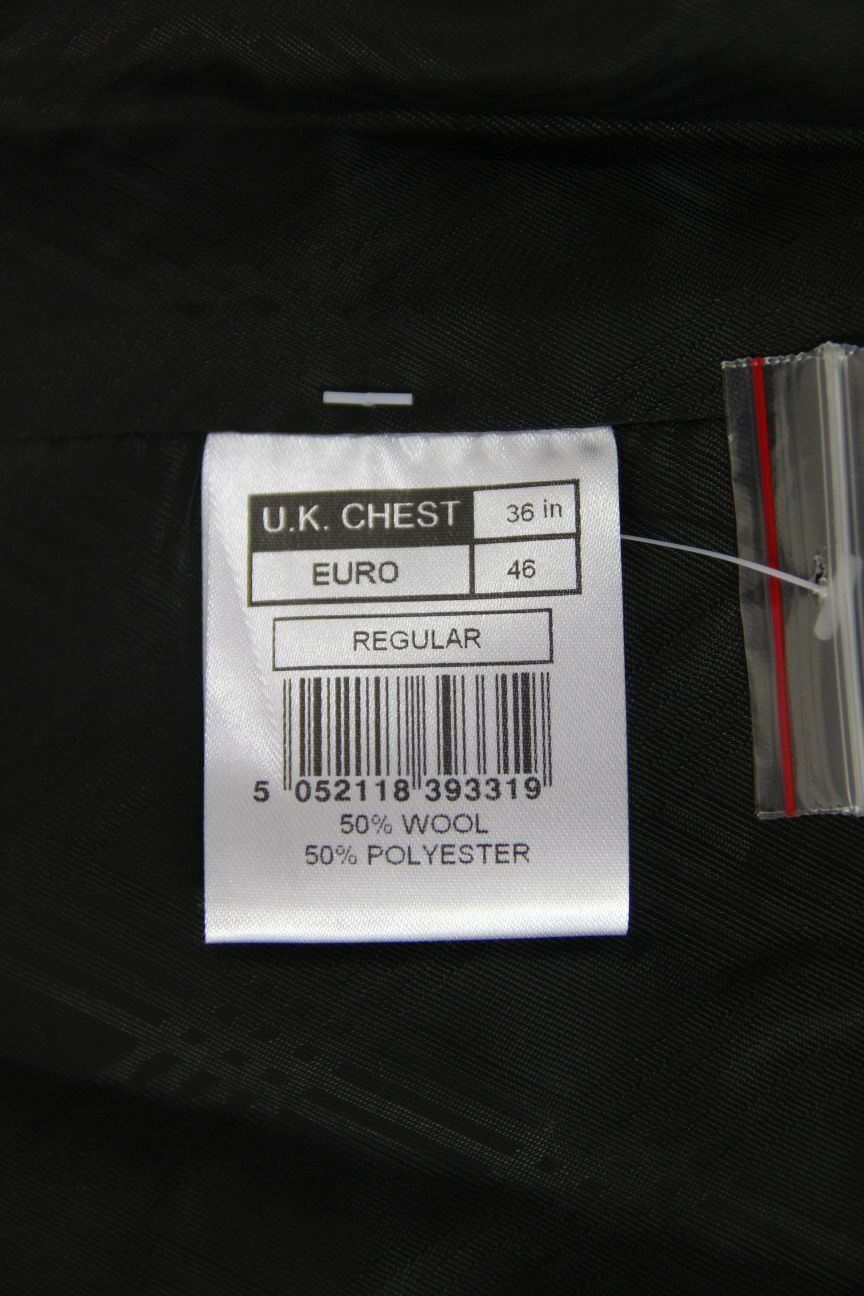 U.K. CHEST 36 in
EURO 46
REGULAR
5 052118 393319
50% WOOL
50% POLYESTER